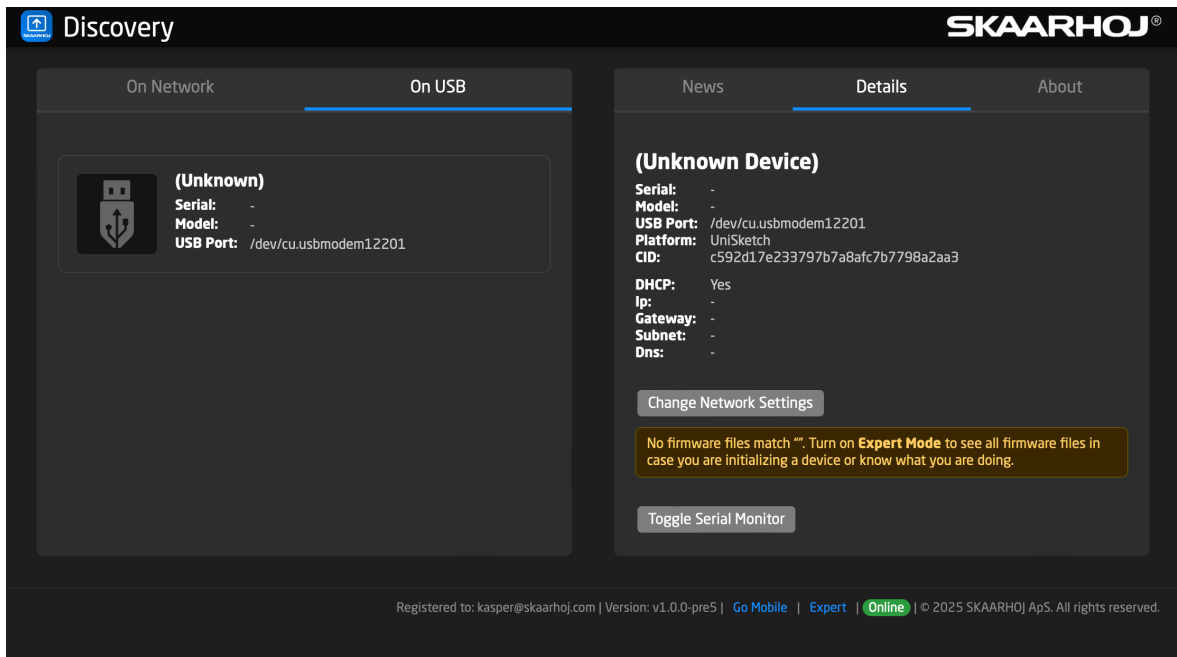 Discovery
SKAARHOJ®
On Network
On USB
(Unknown)
Serial: -
Model: -
USB Port: /dev/cu.usbmodem12201
News
Details
About
(Unknown Device)
Serial: -
Model: -
USB Port: /dev/cu.usbmodem12201
Platform: UniSketch
CID: c592d17e233797b7a8afc7b7798a2aa3
DHCP: Yes
Ip: -
Gateway: -
Subnet: -
Dns: -
Change Network Settings
No firmware files match “”. Turn on Expert Mode to see all firmware files in
case you are initializing a device or know what you are doing.
Toggle Serial Monitor
Registered to: kasper@skaarhoj.com | Version: v1.0.0-pre5 | Go Mobile | Expert | Online | © 2025 SKAARHOJ ApS. All rights reserved.